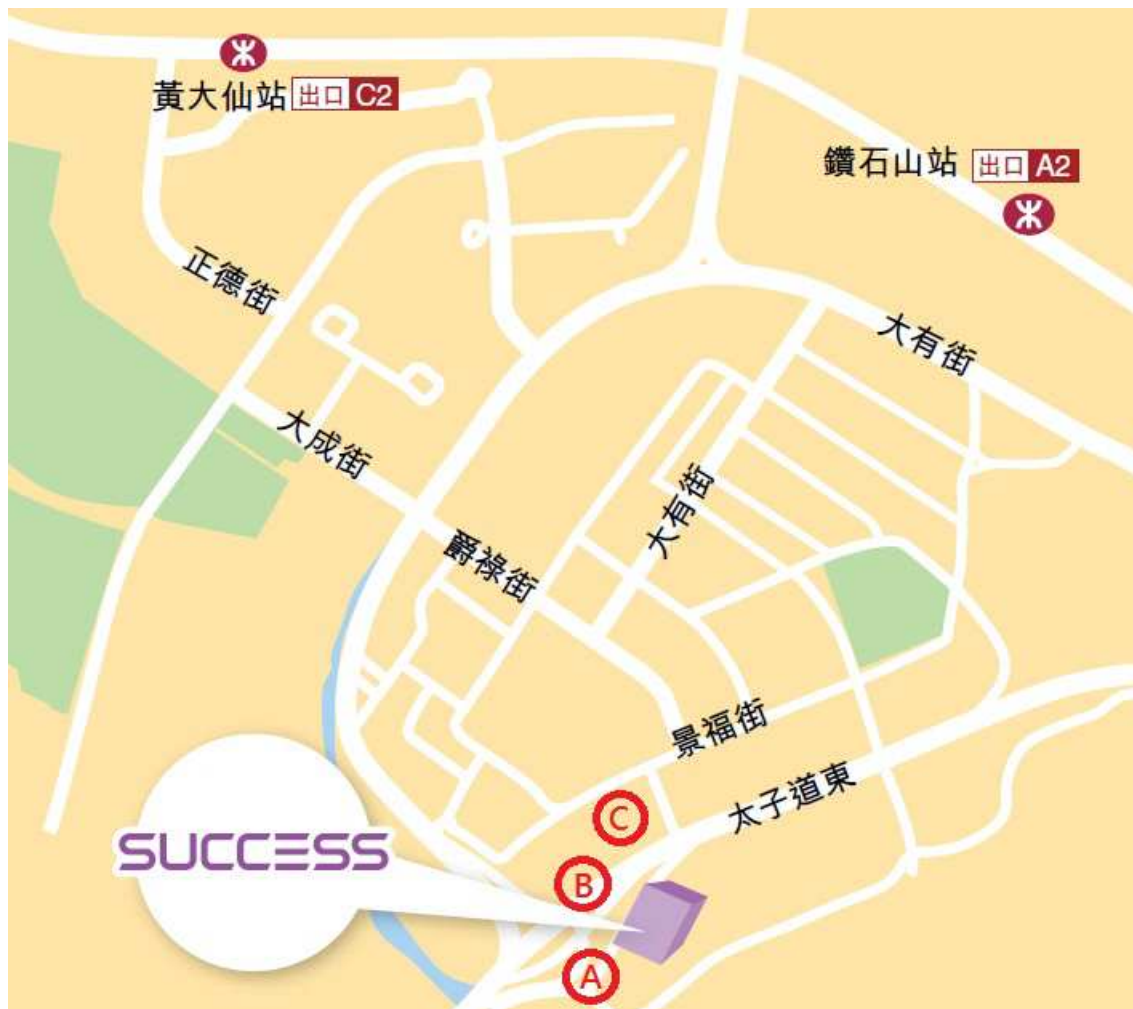 黃大仙站 出口 C2
鑽石山站 出口 A2
正德街
大有街
大成街
大有街
爵祿街
景福街
太子道東
SUCCESS
C
B
A